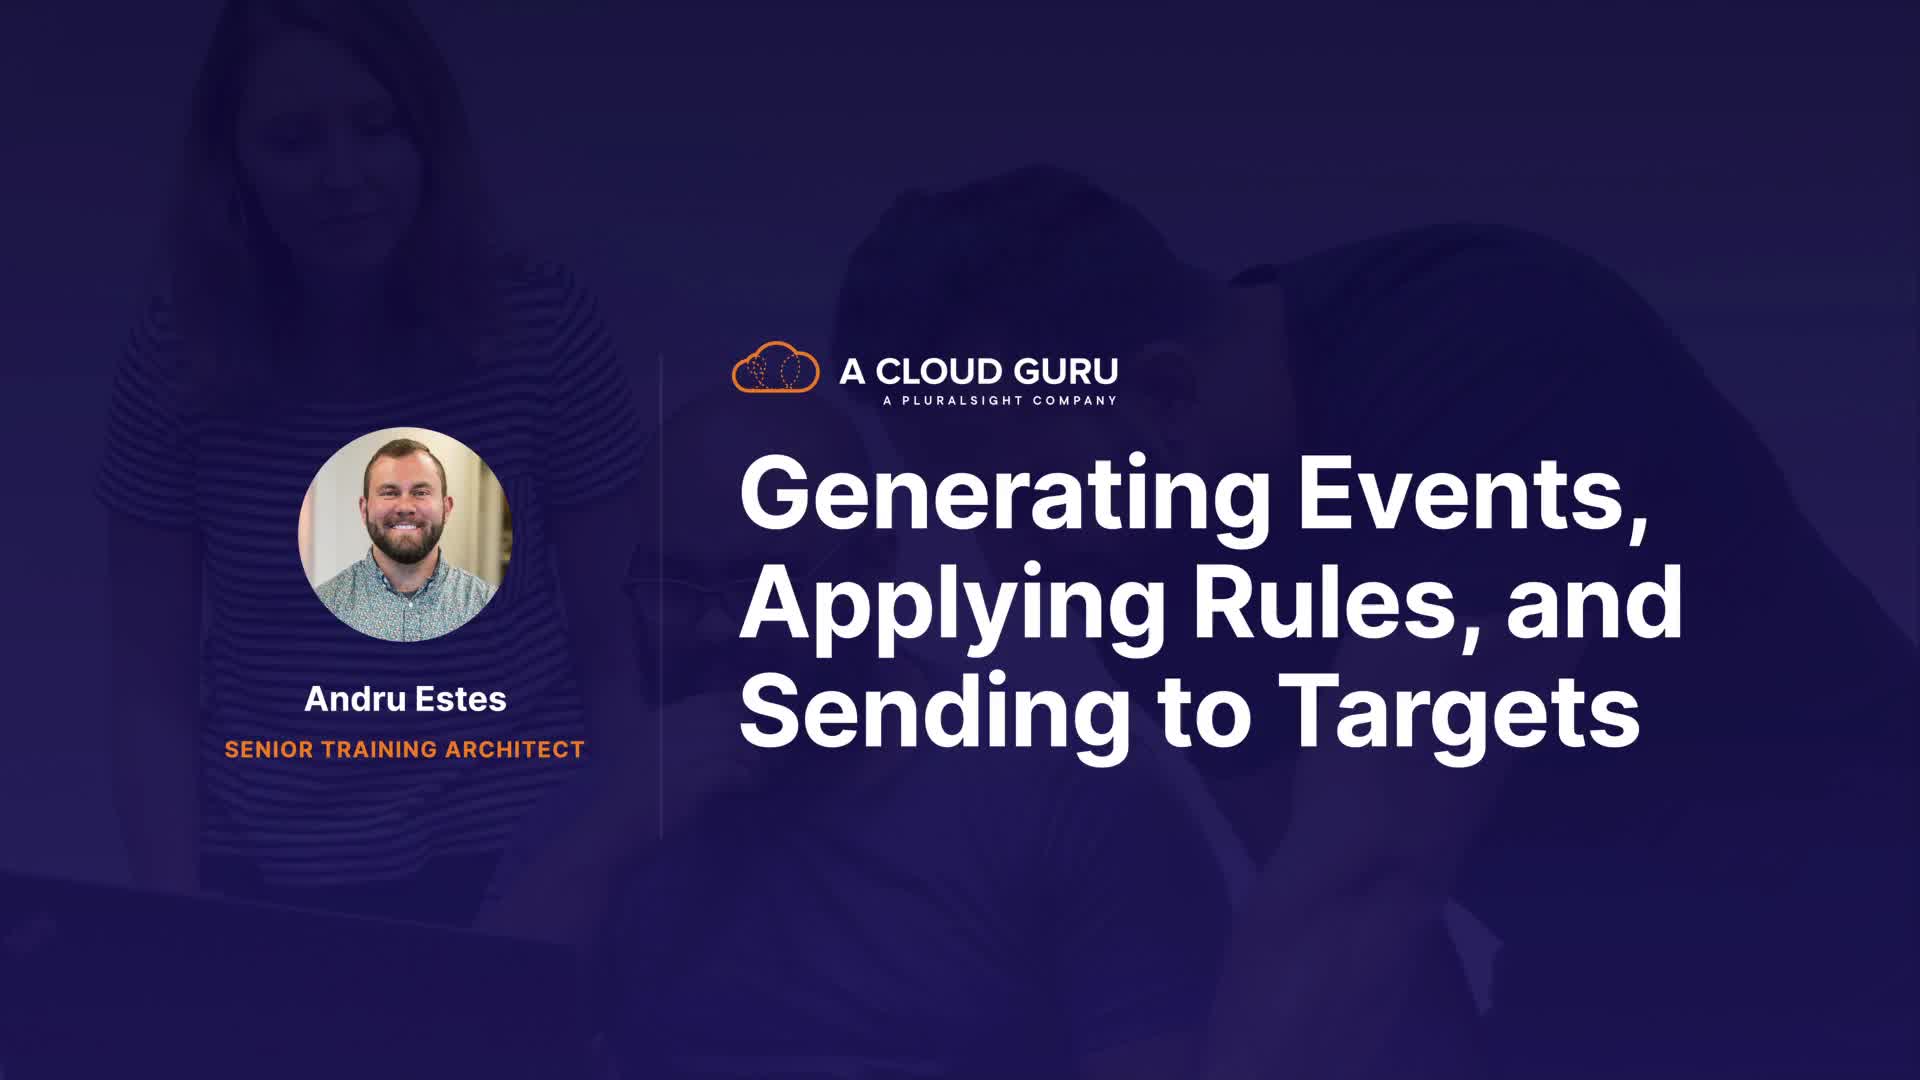 A CLOUD GURU
A PLURALSIGHT COMPANY
Generating Events,
Applying Rules, and
Sending to Targets
Andru Estes
SENIOR TRAINING ARCHITECT